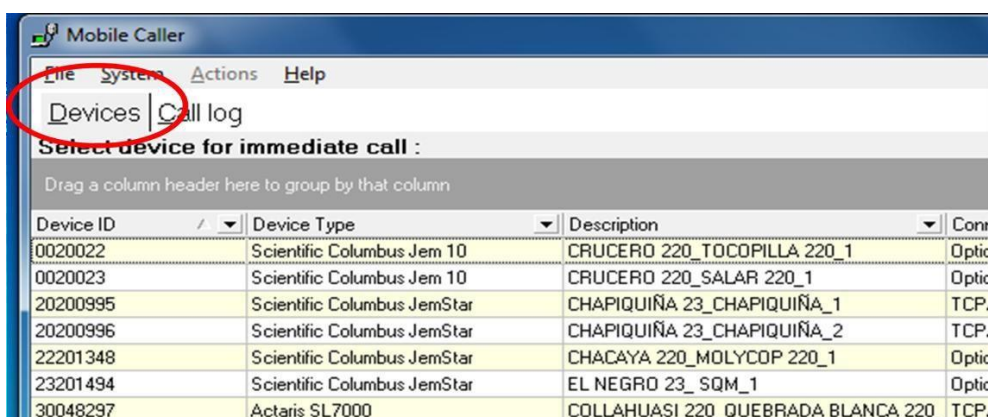 Mobile Caller
File System Actions Help
Devices Call log
Select device for immediate call :
Drag a column header here to group by that column
Device ID Device Type Description
0020022 Scientific Columbus Jem 10 CRUCERO 220_TOCOPILLA 220_1
0020023 Scientific Columbus Jem 10 CRUCERO 220_SALAR 220_1
20200995 Scientific Columbus JemStar CHAPIQUIÑA 23_CHAPIQUIÑA_1 TCP
20200996 Scientific Columbus JemStar CHAPIQUIÑA 23_CHAPIQUIÑA_2 TCP
22201348 Scientific Columbus JemStar CHACAYA 220_MOLYCOP 220_1
23201494 Scientific Columbus JemStar EL NEGRO 23_ SQM_1
30048297 Actaris SL7000 COLLAHUASI 220_QUEBRADA BLANCA 220 TCP